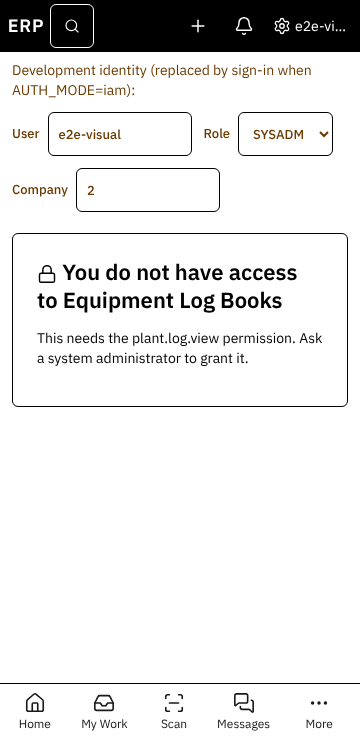 ERP
e2e-vi...
Development identity (replaced by sign-in when
AUTH_MODE=iam):
User e2e-visual Role SYSADM
Company 2
You do not have access
to Equipment Log Books
This needs the plant.log.view permission. Ask
a system administrator to grant it.
Home My Work Scan Messages More